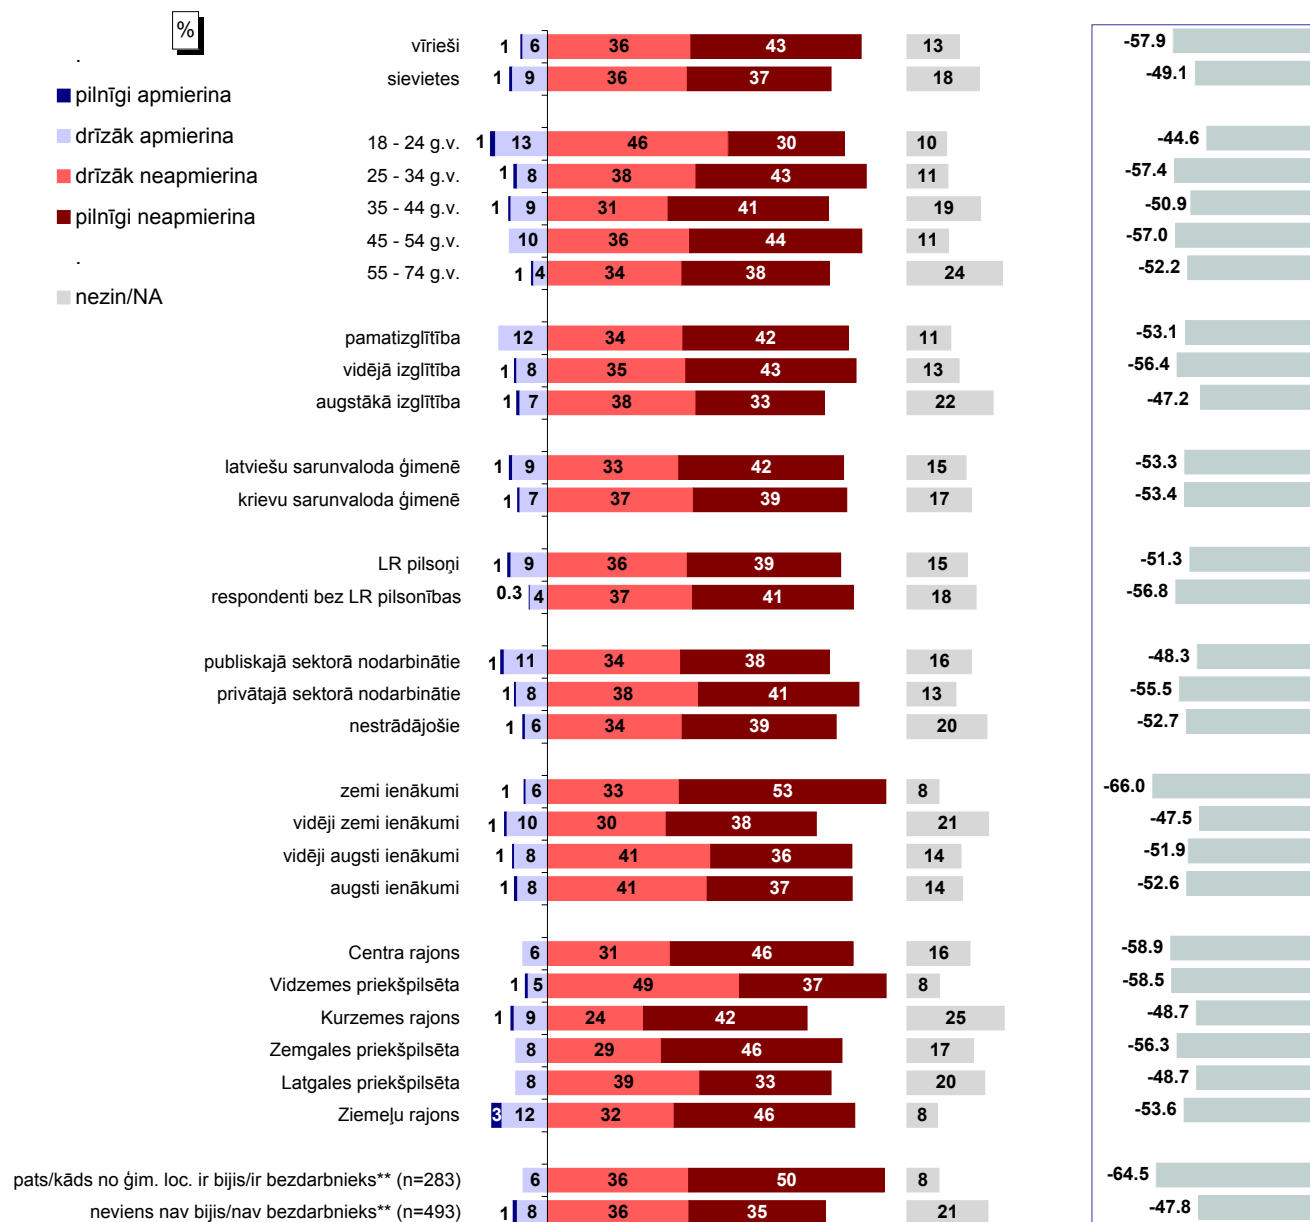 %
.
pilnīgi apmierina
drīzāk apmierina
drīzāk neapmierina
pilnīgi neapmierina
.
nezin/NA
vīrieši 1 6 36 43 13 -57.9
sievietes 1 9 36 37 18 -49.1
18 - 24 g.v. 1 13 46 30 10 -44.6
25 - 34 g.v. 1 8 38 43 11 -57.4
35 - 44 g.v. 1 9 31 41 19 -50.9
45 - 54 g.v. 10 36 44 11 -57.0
55 - 74 g.v. 1 4 34 38 24 -52.2
pamatizglītība 12 34 42 11 -53.1
vidējā izglītība 1 8 35 43 13 -56.4
augstākā izglītība 1 7 38 33 22 -47.2
latviešu sarunvaloda ģimenē 1 9 33 42 15 -53.3
krievu sarunvaloda ģimenē 1 7 37 39 17 -53.4
LR pilsoņi 1 9 36 39 15 -51.3
respondenti bez LR pilsonības 0.3 4 37 41 18 -56.8
publiskajā sektorā nodarbinātie 1 11 34 38 16 -48.3
privātajā sektorā nodarbinātie 1 8 38 41 13 -55.5
nestrādājošie 1 6 34 39 20 -52.7
zemi ienākumi 1 6 33 53 8 -66.0
vidēji zemi ienākumi 1 10 30 38 21 -47.5
vidēji augsti ienākumi 1 8 41 36 14 -51.9
augsti ienākumi 1 8 41 37 14 -52.6
Centra rajons 6 31 46 16 -58.9
Vidzemes priekšpilsēta 1 5 49 37 8 -58.5
Kurzemes rajons 1 9 24 42 25 -48.7
Zemgales priekšpilsēta 8 29 46 17 -56.3
Latgales priekšpilsēta 8 39 33 20 -48.7
Ziemeļu rajons 3 12 32 46 8 -53.6
pats/kāds no ģim. loc. ir bijis/ir bezdarbnieks** (n=283) 6 36 50 8 -64.5
neviens nav bijis/nav bezdarbnieks** (n=493) 1 8 36 35 21 -47.8